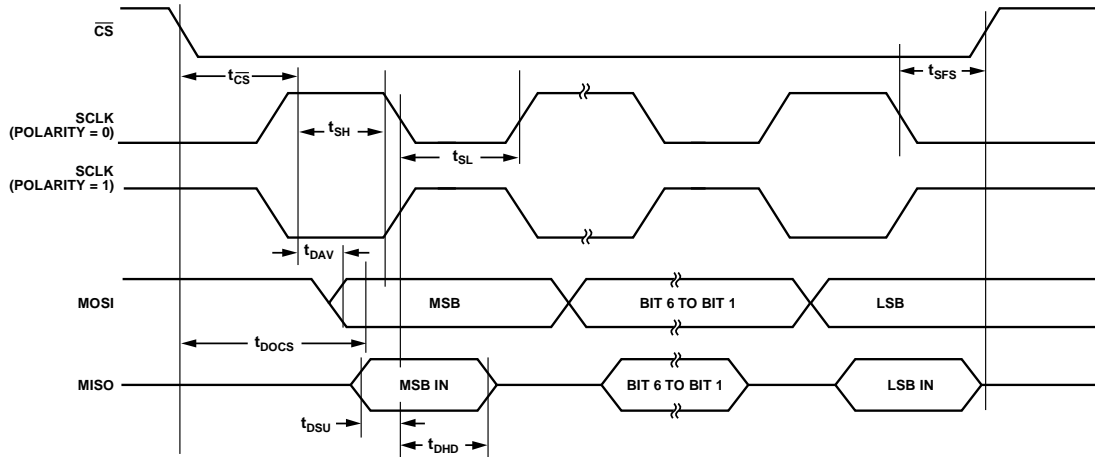 CS
tCS
tSFS
SCLK
(POLARITY = 0)
tSH
tSL
SCLK
(POLARITY = 1)
tDAV
MOSI
MSB
BIT 6 TO BIT 1
LSB
tDOCS
MISO
MSB IN
BIT 6 TO BIT 1
LSB IN
tDSU
tDHD